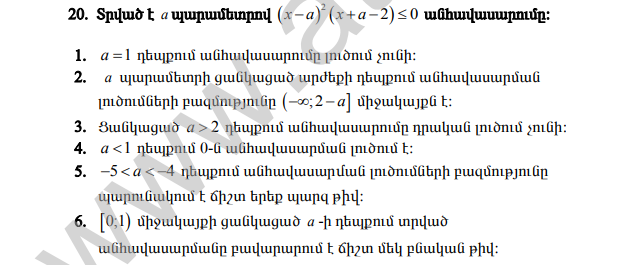 20. Տրված է a պարամետրով (x−a)²(x+a−2)≤0 անհավասարումը:
1. a=1 դեպքում անհավասարումը լուծում չունի:
2. a պարամետրի ցանկացած արժեքի դեպքում անհավասարման
լուծումների բազմությունը (−∞;2−a] միջակայքն է:
3. Ցանկացած a>2 դեպքում անհավասարումը դրական լուծում չունի:
4. a<1 դեպքում 0-ն անհավասարման լուծում է:
5. −5<a<−4 դեպքում անհավասարման լուծումների բազմությունը
պարունակում է ճիշտ երեք պարզ թիվ:
6. [0;1) միջակայքի ցանկացած a-ի դեպքում տրված
անհավասարմանը բավարարում է ճիշտ մեկ բնական թիվ: